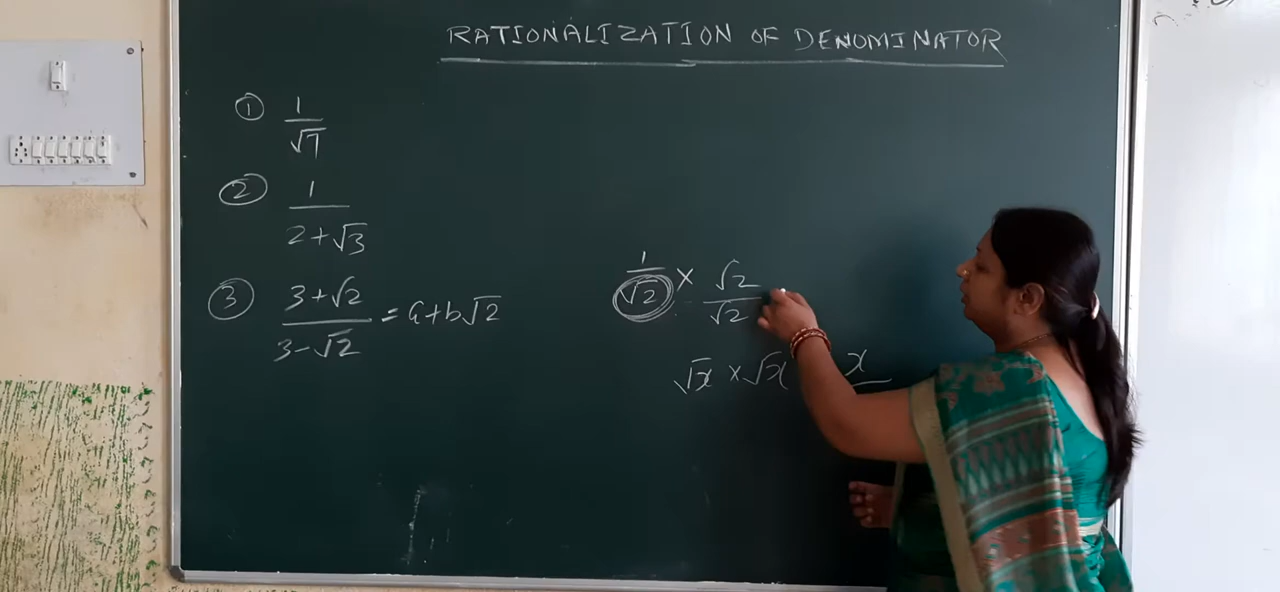 RATIONALIZATION OF DENOMINATOR
① 1/√7
② 1/(2+√3)
③ (3+√2)/(3-√2) = a+b√2
1/√2 × √2/√2
√x × √x x